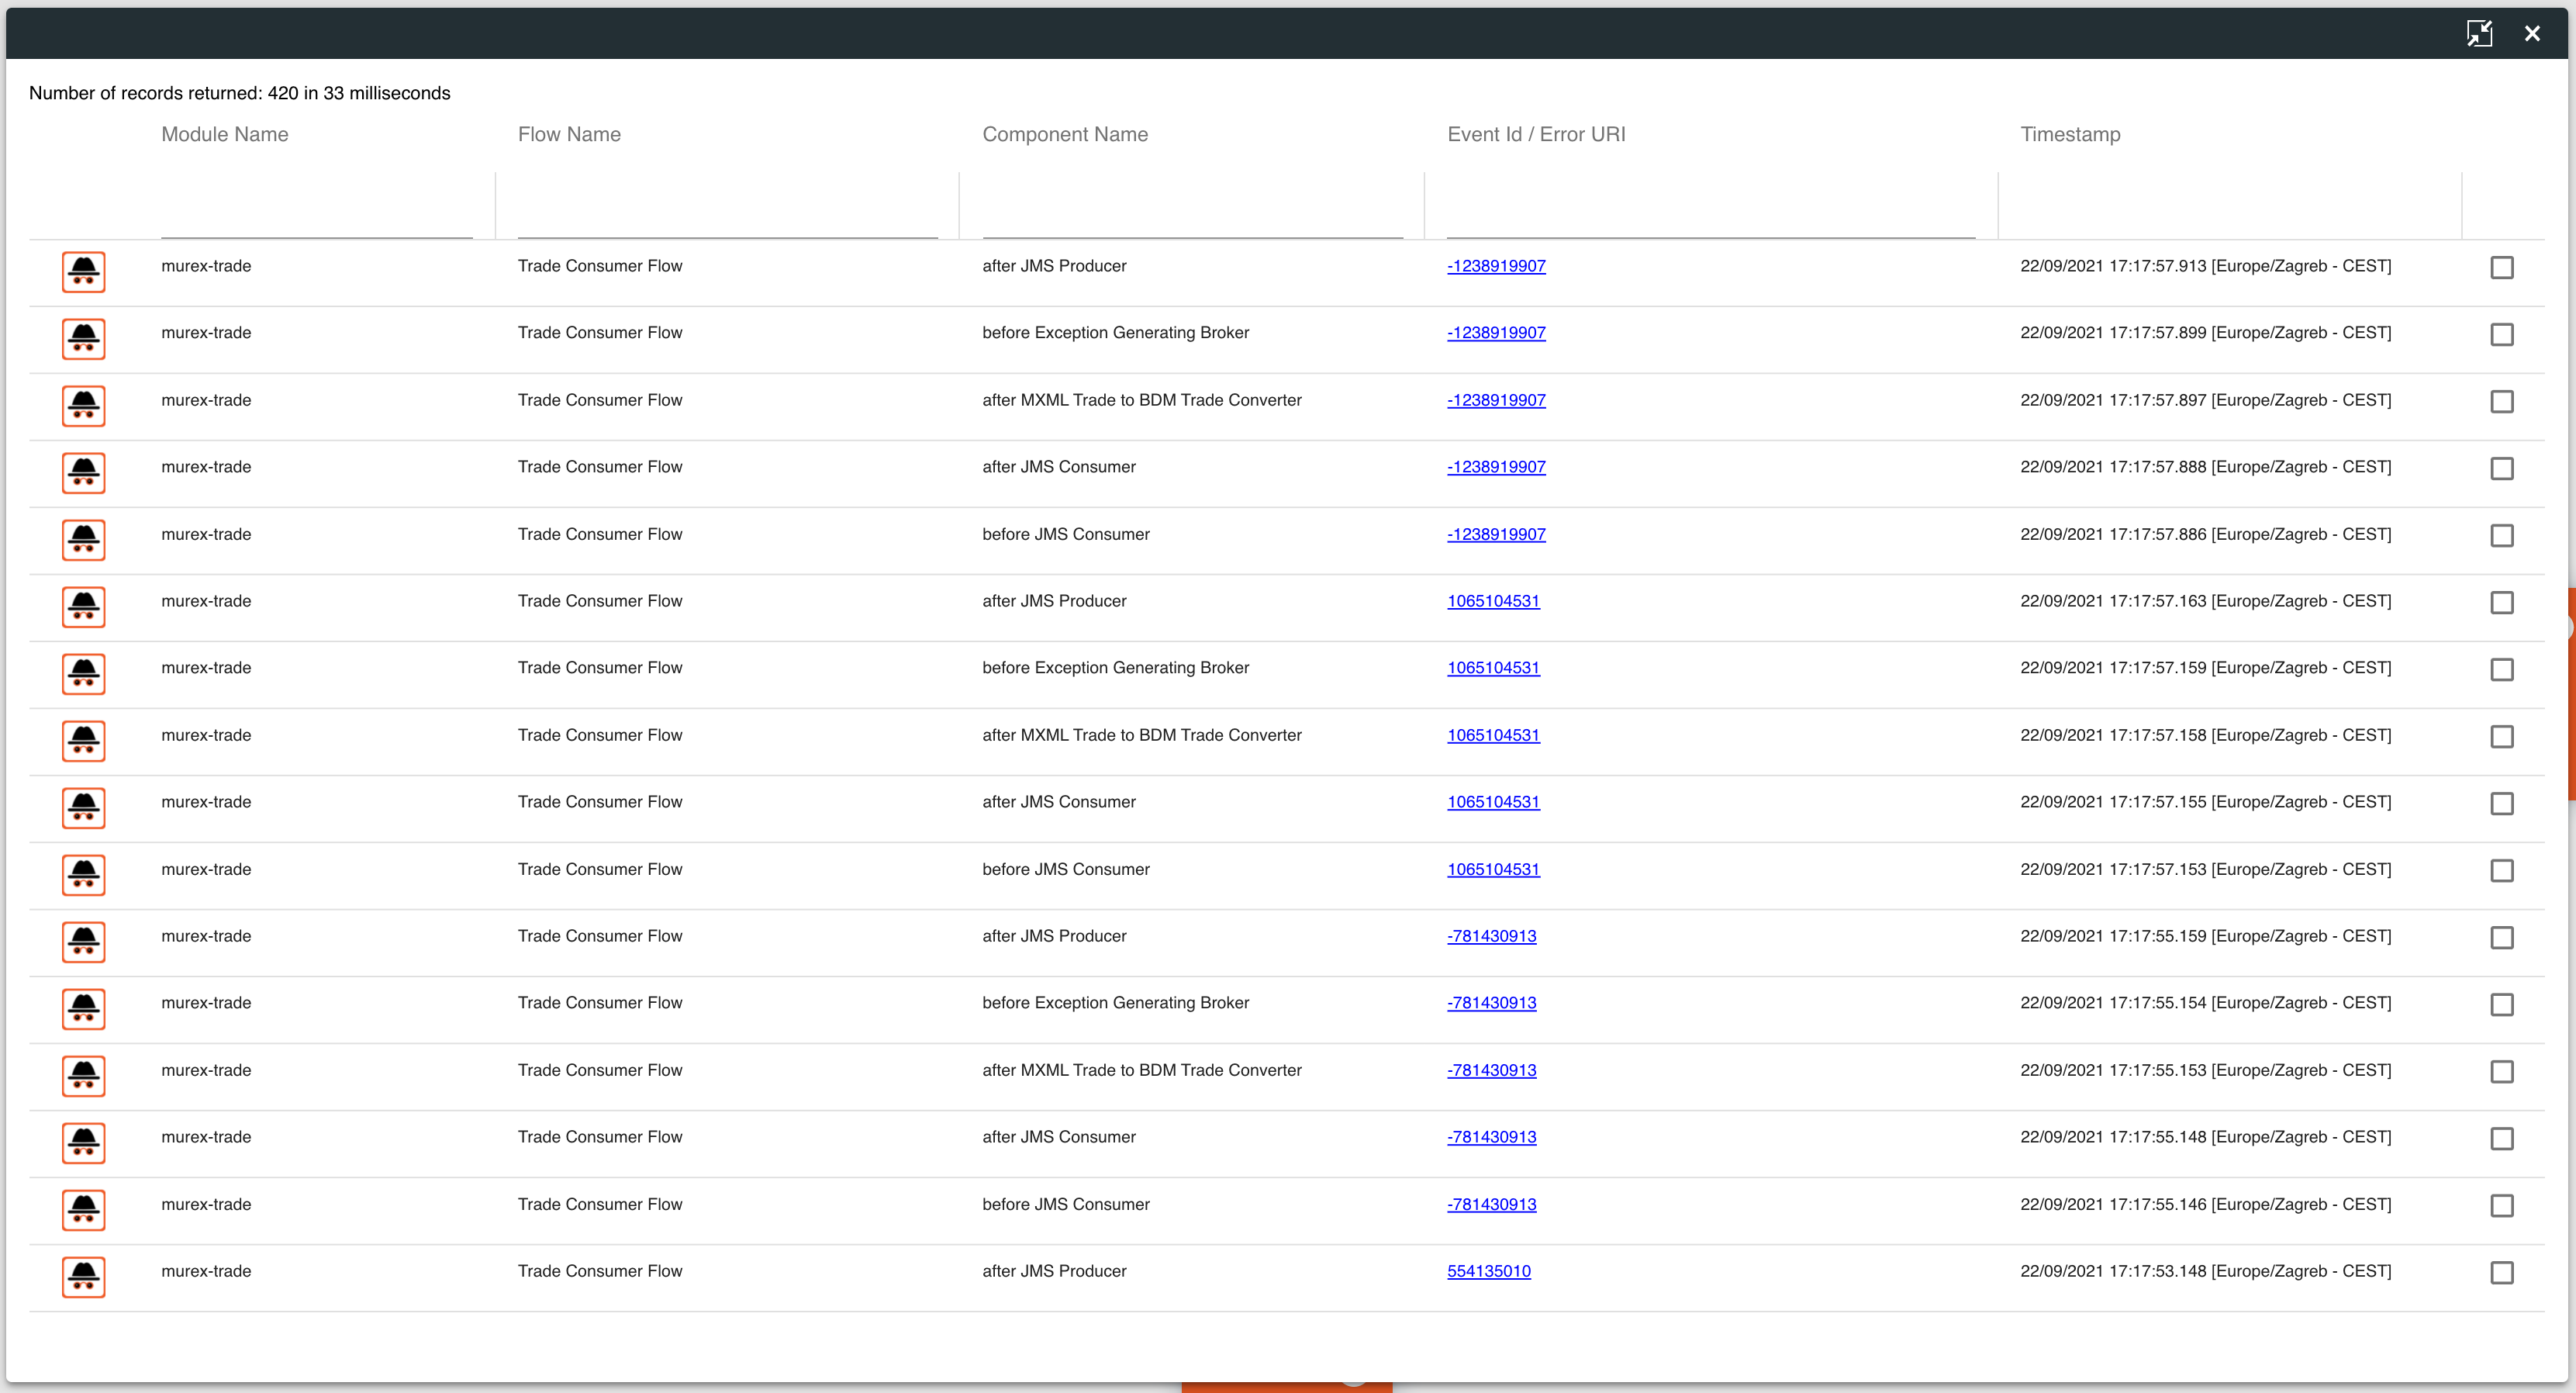 Number of records returned: 420 in 33 milliseconds
Module Name Flow Name Component Name Event Id / Error URI Timestamp
murex-trade Trade Consumer Flow after JMS Producer -1238919907 22/09/2021 17:17:57.913 [Europe/Zagreb - CEST]
murex-trade Trade Consumer Flow before Exception Generating Broker -1238919907 22/09/2021 17:17:57.899 [Europe/Zagreb - CEST]
murex-trade Trade Consumer Flow after MXML Trade to BDM Trade Converter -1238919907 22/09/2021 17:17:57.897 [Europe/Zagreb - CEST]
murex-trade Trade Consumer Flow after JMS Consumer -1238919907 22/09/2021 17:17:57.888 [Europe/Zagreb - CEST]
murex-trade Trade Consumer Flow before JMS Consumer -1238919907 22/09/2021 17:17:57.886 [Europe/Zagreb - CEST]
murex-trade Trade Consumer Flow after JMS Producer 1065104531 22/09/2021 17:17:57.163 [Europe/Zagreb - CEST]
murex-trade Trade Consumer Flow before Exception Generating Broker 1065104531 22/09/2021 17:17:57.159 [Europe/Zagreb - CEST]
murex-trade Trade Consumer Flow after MXML Trade to BDM Trade Converter 1065104531 22/09/2021 17:17:57.158 [Europe/Zagreb - CEST]
murex-trade Trade Consumer Flow after JMS Consumer 1065104531 22/09/2021 17:17:57.155 [Europe/Zagreb - CEST]
murex-trade Trade Consumer Flow before JMS Consumer 1065104531 22/09/2021 17:17:57.153 [Europe/Zagreb - CEST]
murex-trade Trade Consumer Flow after JMS Producer -781430913 22/09/2021 17:17:55.159 [Europe/Zagreb - CEST]
murex-trade Trade Consumer Flow before Exception Generating Broker -781430913 22/09/2021 17:17:55.154 [Europe/Zagreb - CEST]
murex-trade Trade Consumer Flow after MXML Trade to BDM Trade Converter -781430913 22/09/2021 17:17:55.153 [Europe/Zagreb - CEST]
murex-trade Trade Consumer Flow after JMS Consumer -781430913 22/09/2021 17:17:55.148 [Europe/Zagreb - CEST]
murex-trade Trade Consumer Flow before JMS Consumer -781430913 22/09/2021 17:17:55.146 [Europe/Zagreb - CEST]
murex-trade Trade Consumer Flow after JMS Producer 554135010 22/09/2021 17:17:53.148 [Europe/Zagreb - CEST]